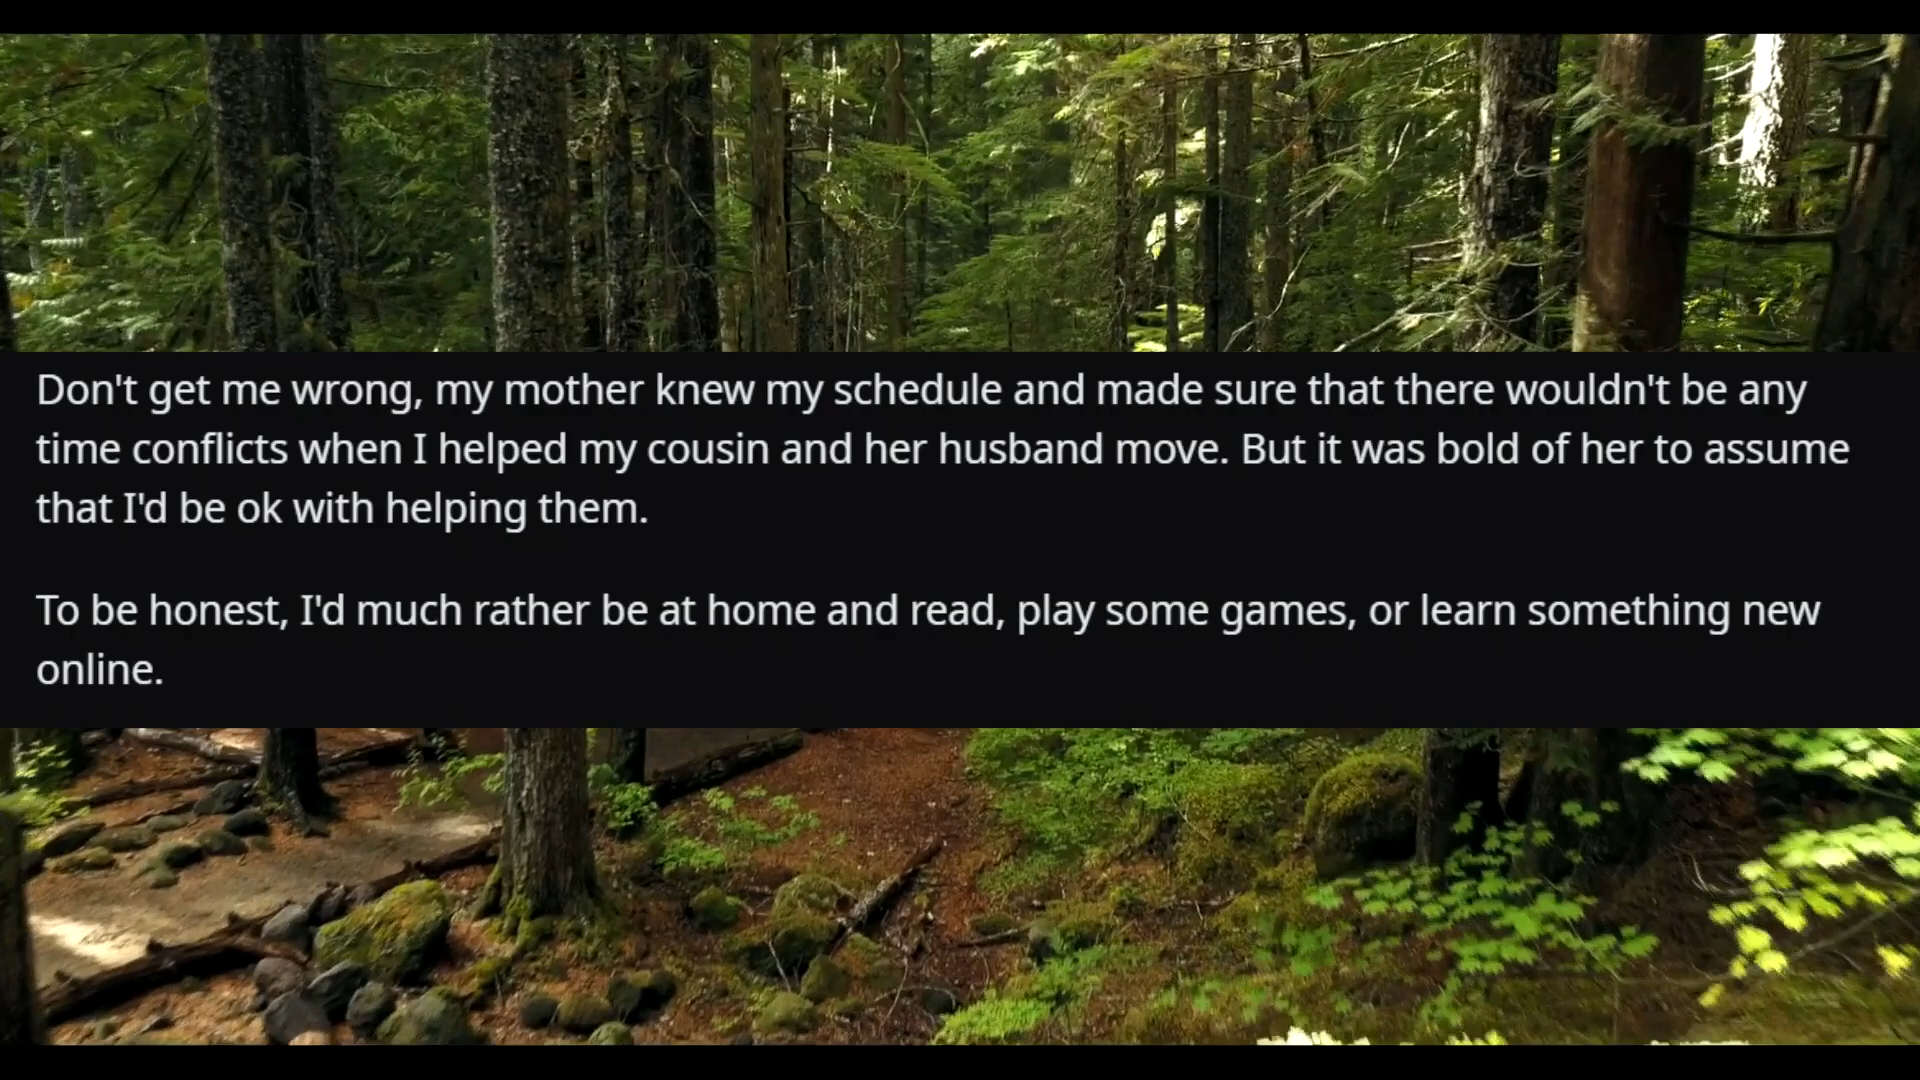 Don't get me wrong, my mother knew my schedule and made sure that there wouldn't be any
time conflicts when I helped my cousin and her husband move. But it was bold of her to assume
that I'd be ok with helping them.
To be honest, I'd much rather be at home and read, play some games, or learn something new
online.